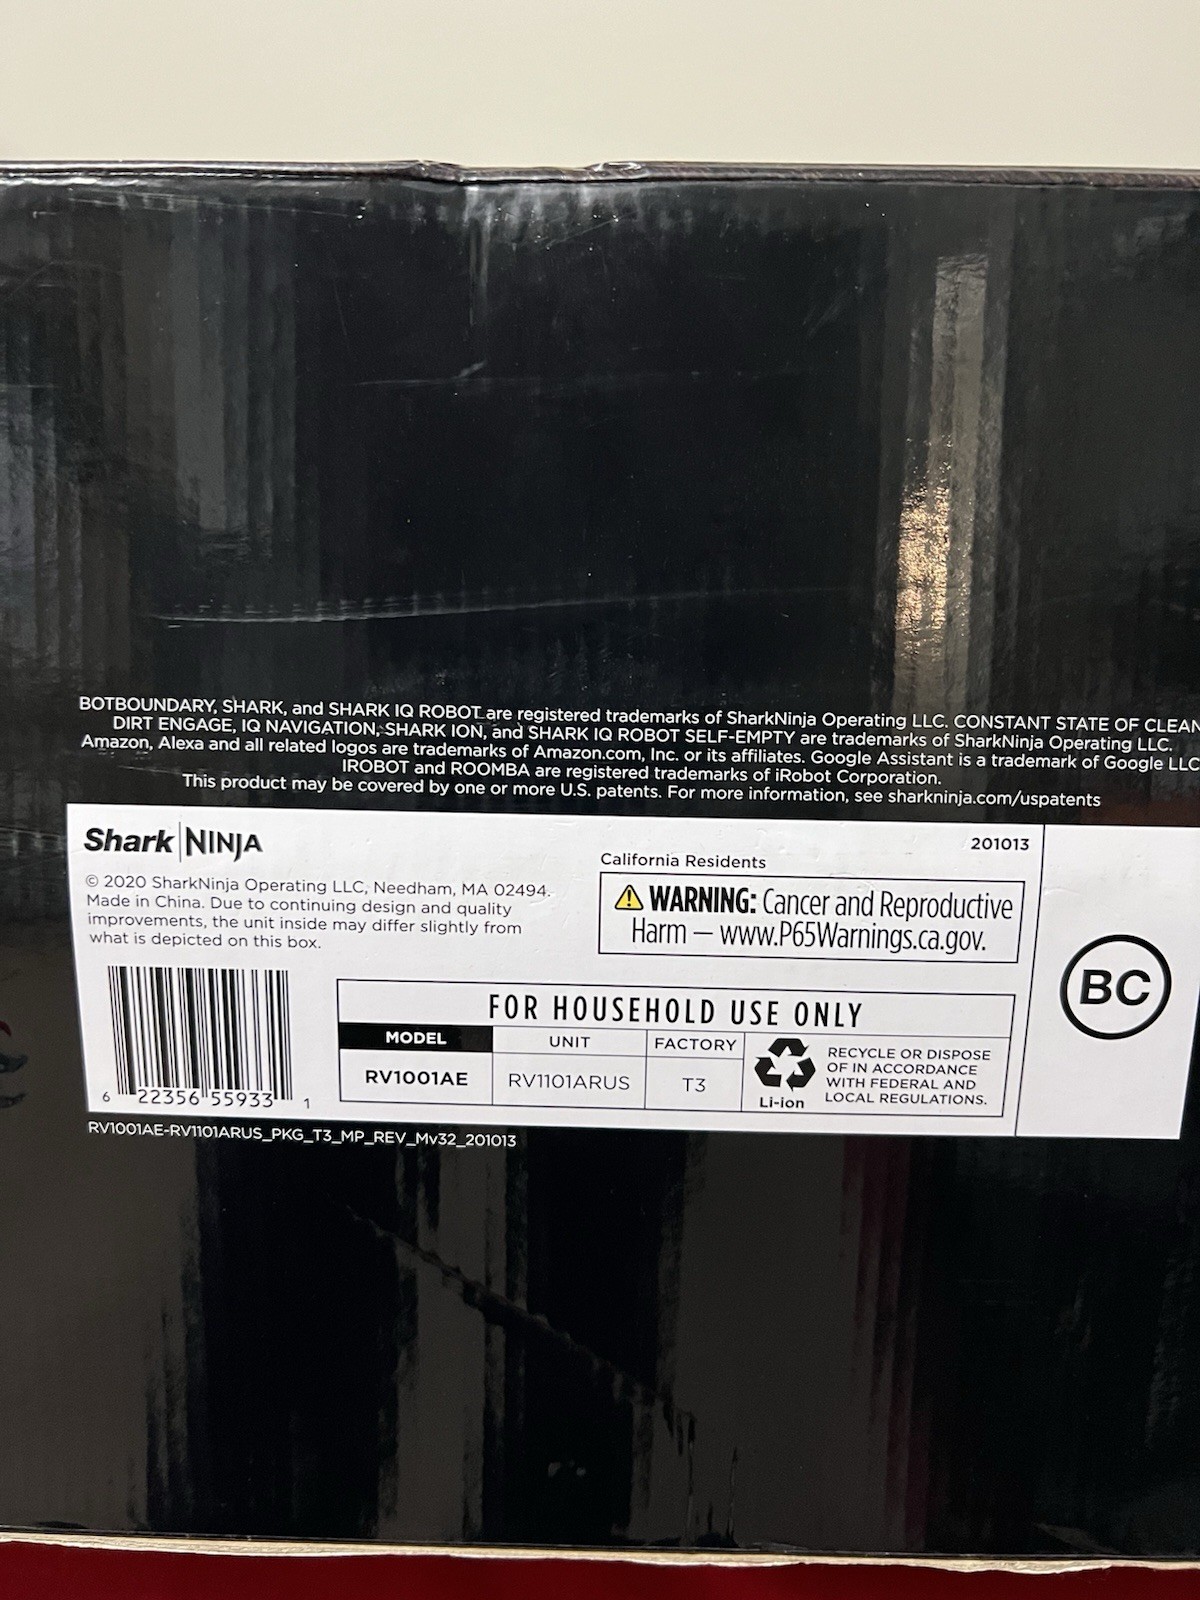 BOTBOUNDARY, SHARK, and SHARK IQ ROBOT are registered trademarks of SharkNinja Operating LLC. CONSTANT STATE OF CLEAN
DIRT ENGAGE, IQ NAVIGATION, SHARK ION, and SHARK IQ ROBOT SELF-EMPTY are trademarks of SharkNinja Operating LLC.
Amazon, Alexa and all related logos are trademarks of Amazon.com, Inc. or its affiliates. Google Assistant is a trademark of Google LLC
IROBOT and ROOMBA are registered trademarks of iRobot Corporation.
This product may be covered by one or more U.S. patents. For more information, see sharkninja.com/uspatents
Shark | NINJA
© 2020 SharkNinja Operating LLC, Needham, MA 02494.
Made in China. Due to continuing design and quality
improvements, the unit inside may differ slightly from
what is depicted on this box.
201013
California Residents
WARNING: Cancer and Reproductive
Harm — www.P65Warnings.ca.gov.
BC
6 22356 55933 1
FOR HOUSEHOLD USE ONLY
MODEL UNIT FACTORY
RV1001AE RV1101ARUS T3
Li-ion
RECYCLE OR DISPOSE
OF IN ACCORDANCE
WITH FEDERAL AND
LOCAL REGULATIONS.
RV1001AE-RV1101ARUS_PKG_T3_MP_REV_Mv32_201013